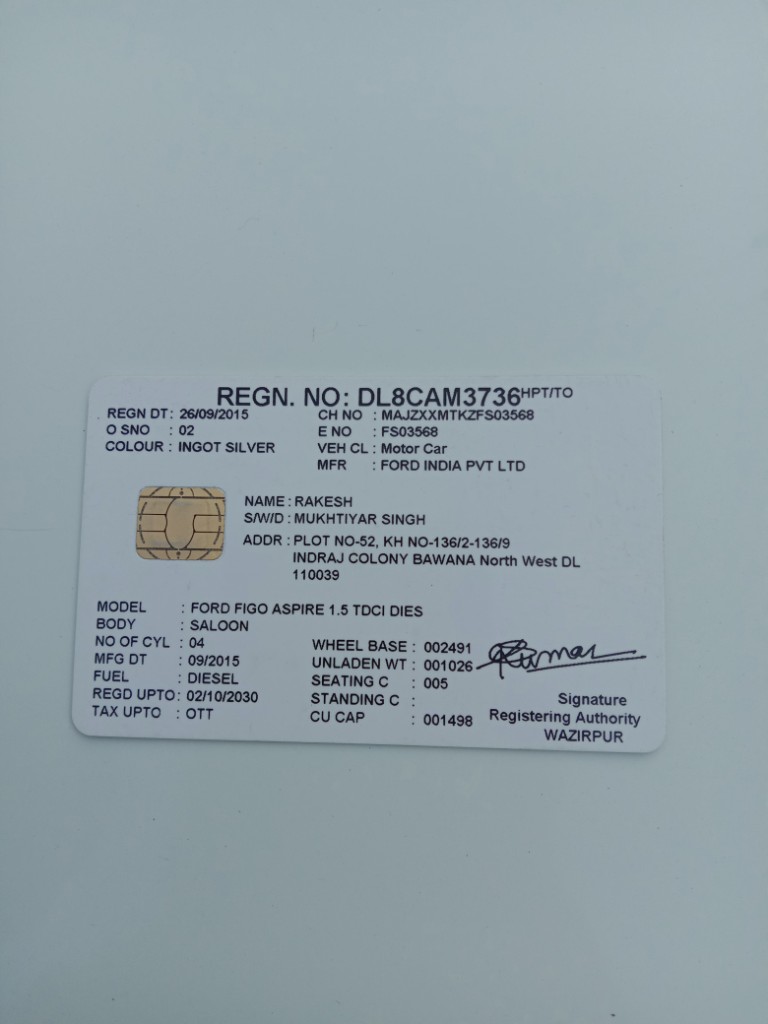 REGN. NO: DL8CAM3736 HPT/TO
REGN DT: 26/09/2015 CH NO : MAJZXXMTKZFS03568
O SNO : 02 E NO : FS03568
COLOUR : INGOT SILVER VEH CL : Motor Car
MFR : FORD INDIA PVT LTD
NAME : RAKESH
S/W/D : MUKHTIYAR SINGH
ADDR : PLOT NO-52, KH NO-136/2-136/9
INDRAJ COLONY BAWANA North West DL
110039
MODEL : FORD FIGO ASPIRE 1.5 TDCI DIES
BODY : SALOON
NO OF CYL : 04 WHEEL BASE : 002491
MFG DT : 09/2015 UNLADEN WT : 001026
FUEL : DIESEL SEATING C : 005
REGD UPTO: 02/10/2030 STANDING C :
TAX UPTO : OTT CU CAP : 001498
Signature
Registering Authority
WAZIRPUR